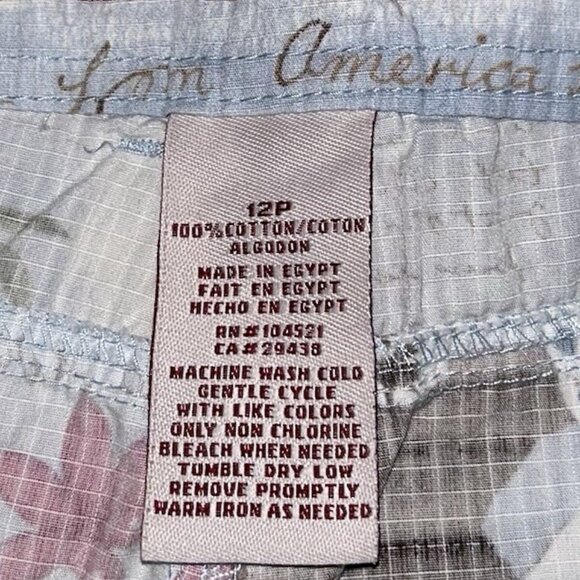 from America
12P
100%COTTON/COTON
ALGODON
MADE IN EGYPT
FAIT EN EGYPT
HECHO EN EGYPT
RN#104521
CA#29438
MACHINE WASH COLD
GENTLE CYCLE
WITH LIKE COLORS
ONLY NON CHLORINE
BLEACH WHEN NEEDED
TUMBLE DRY LOW
REMOVE PROMPTLY
WARM IRON AS NEEDED